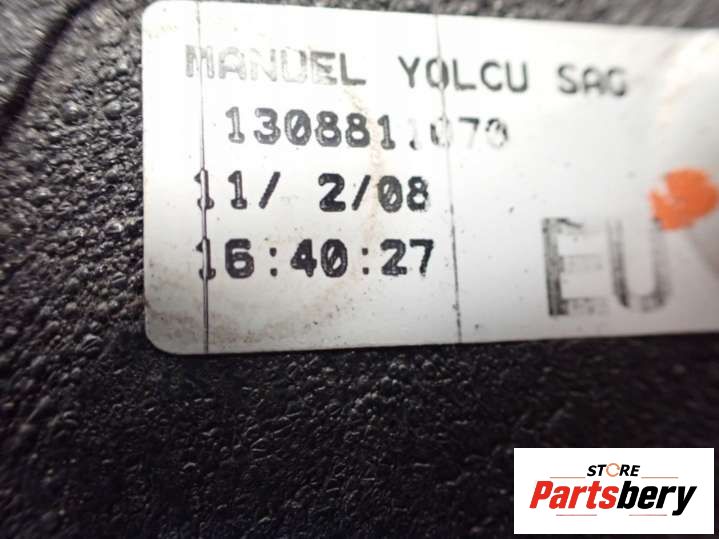 MANUEL YOLCU SAG
11/ 2/08
16:40:27
EU
STORE
Partsbery